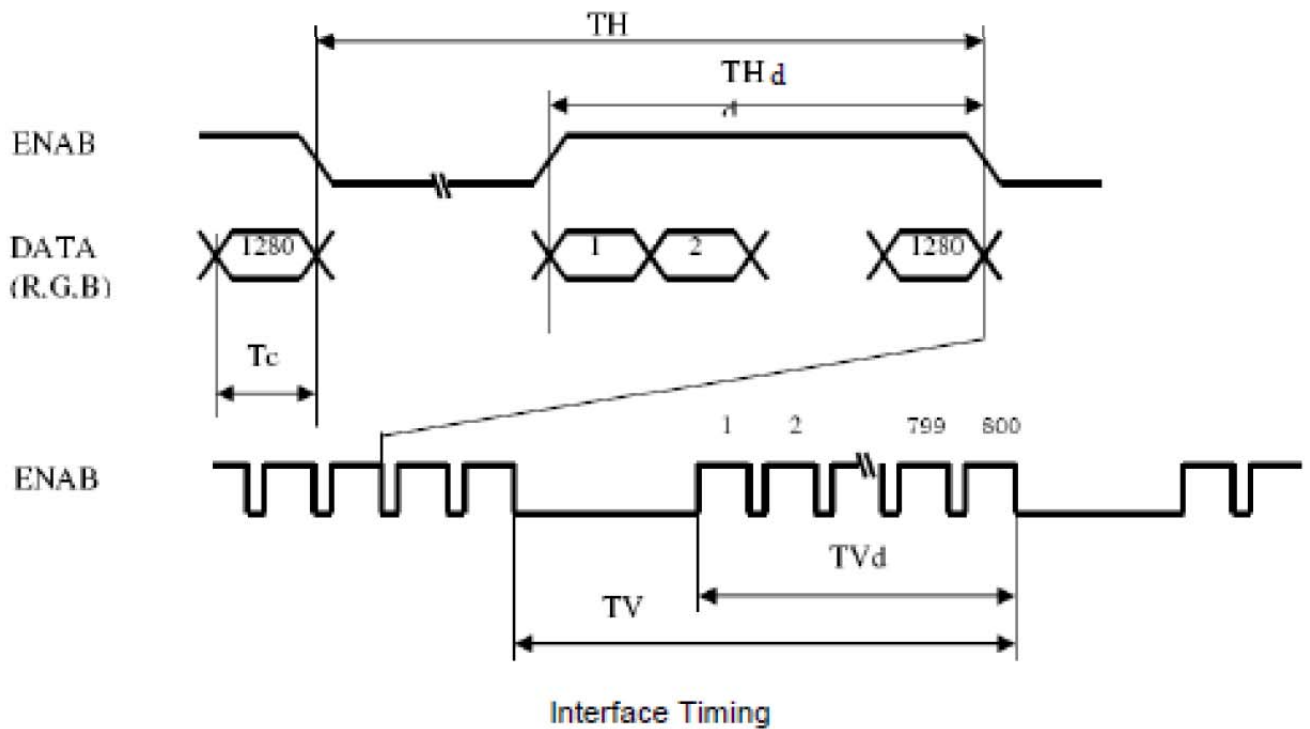 TH
TH d
ENAB
DATA 1280 1 2 1280
(R.G.B)
Tc
1 2 799 800
ENAB
TVd
TV
Interface Timing